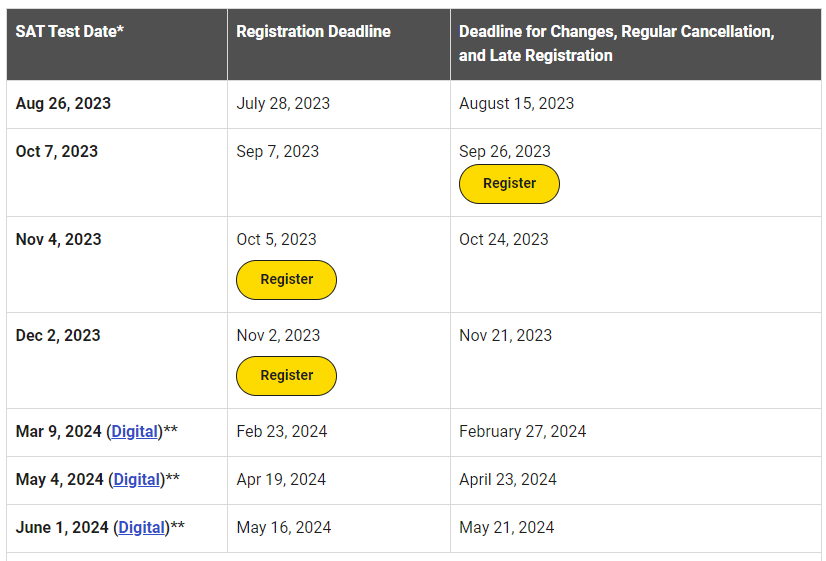 SAT Test Date* Registration Deadline Deadline for Changes, Regular Cancellation,
and Late Registration
Aug 26, 2023 July 28, 2023 August 15, 2023
Oct 7, 2023 Sep 7, 2023 Sep 26, 2023
Register
Nov 4, 2023 Oct 5, 2023 Oct 24, 2023
Register
Dec 2, 2023 Nov 2, 2023 Nov 21, 2023
Register
Mar 9, 2024 (Digital)** Feb 23, 2024 February 27, 2024
May 4, 2024 (Digital)** Apr 19, 2024 April 23, 2024
June 1, 2024 (Digital)** May 16, 2024 May 21, 2024